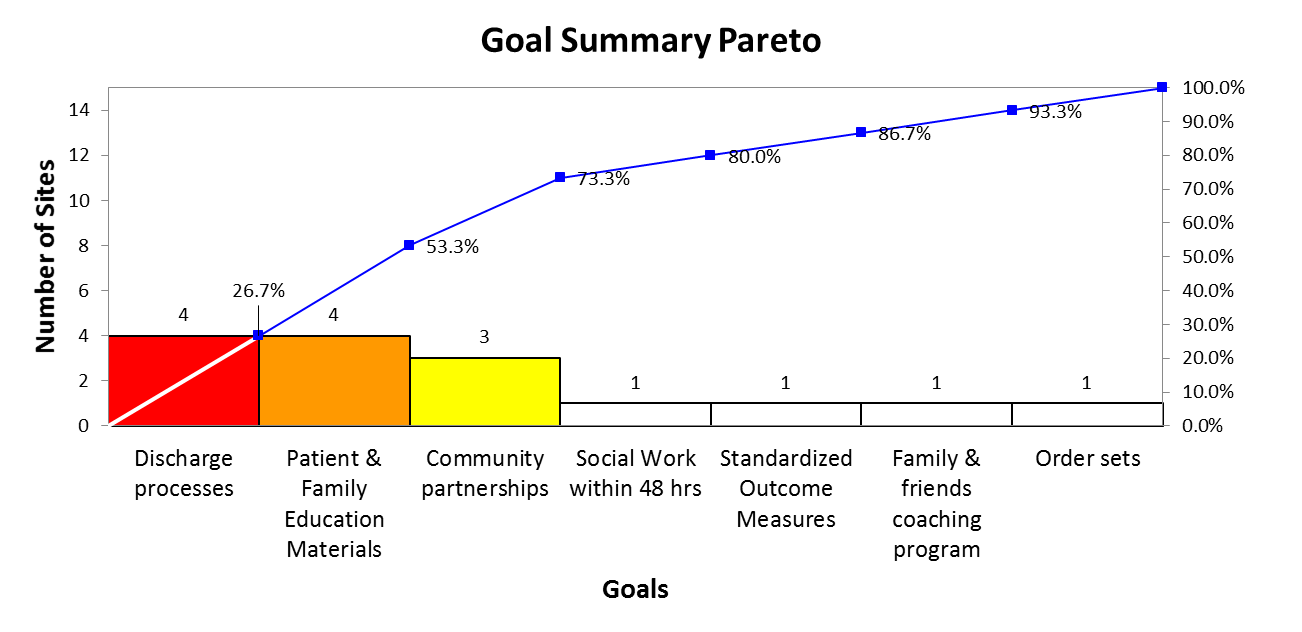 Goal Summary Pareto
Number of Sites
14
12
10
8
6
4
2
0
100.0%
90.0%
80.0%
70.0%
60.0%
50.0%
40.0%
30.0%
20.0%
10.0%
0.0%
26.7%
53.3%
73.3%
80.0%
86.7%
93.3%
4
4
3
1
1
1
1
Discharge
processes
Patient &
Family
Education
Materials
Community
partnerships
Social Work
within 48 hrs
Standardized
Outcome
Measures
Family &
friends
coaching
program
Order sets
Goals